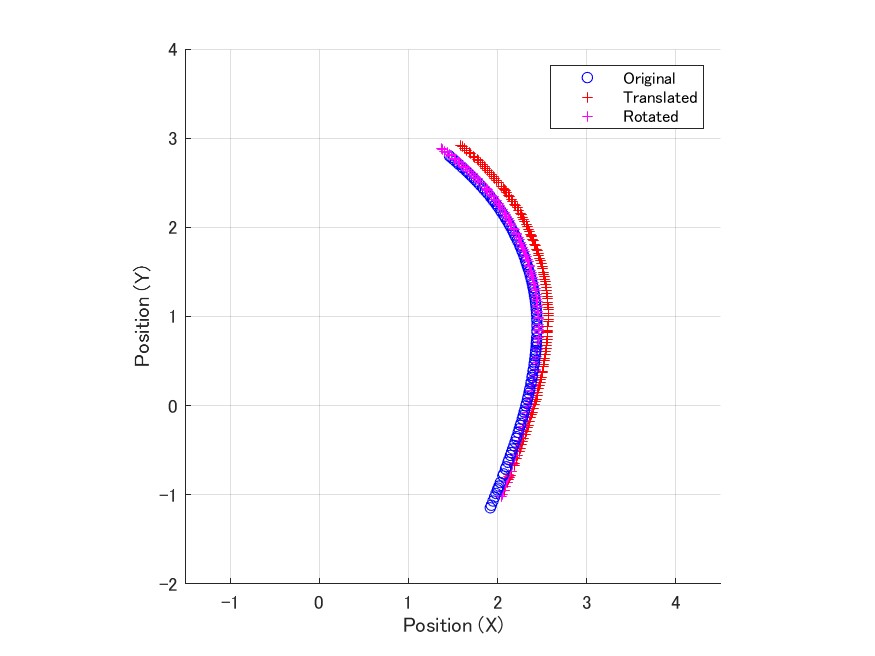 Original
Translated
Rotated
4
3
2
1
0
−1
−2
Position (Y)
−1 0 1 2 3 4
Position (X)